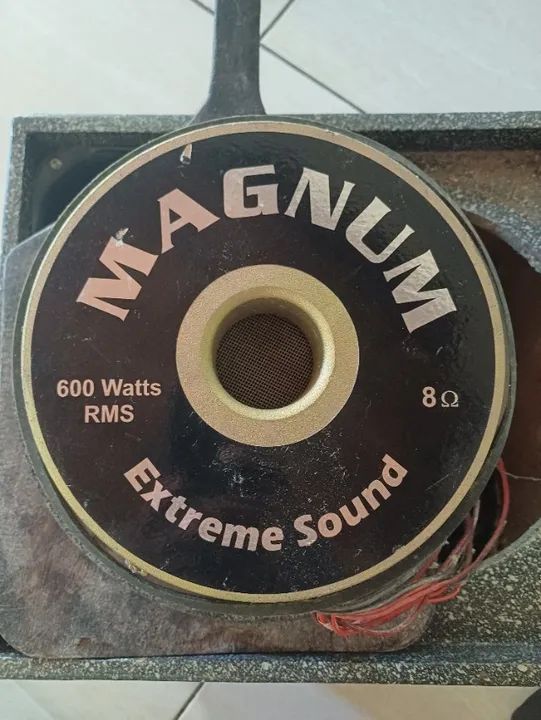 MAGNUM
600 Watts
RMS
8Ω
Extreme Sound